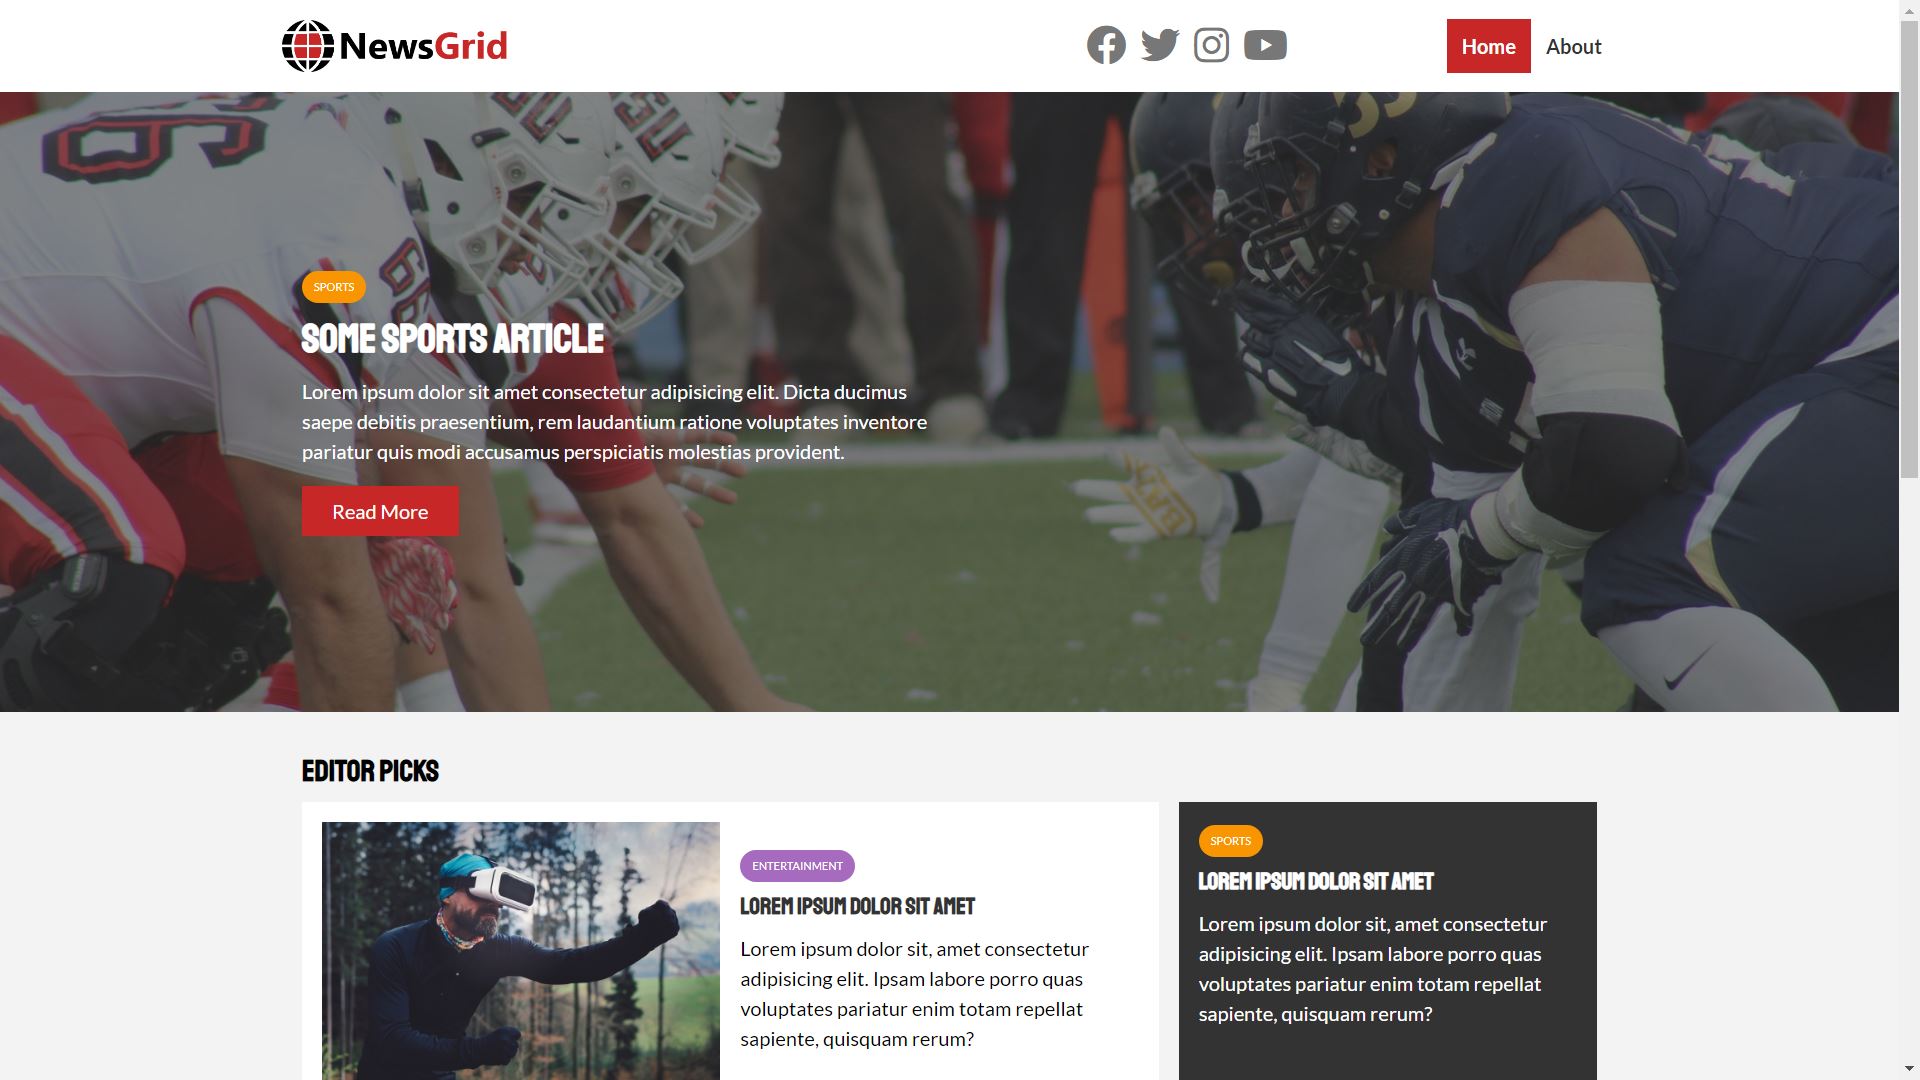 NewsGrid
Home
About
SPORTS
SOME SPORTS ARTICLE
Lorem ipsum dolor sit amet consectetur adipisicing elit. Dicta ducimus
saepe debitis praesentium, rem laudantium ratione voluptates inventore
pariatur quis modi accusamus perspiciatis molestias provident.
Read More
EDITOR PICKS
ENTERTAINMENT
LOREM IPSUM DOLOR SIT AMET
Lorem ipsum dolor sit, amet consectetur
adipisicing elit. Ipsam labore porro quas
voluptates pariatur enim totam repellat
sapiente, quisquam rerum?
SPORTS
LOREM IPSUM DOLOR SIT AMET
Lorem ipsum dolor sit, amet consectetur
adipisicing elit. Ipsam labore porro quas
voluptates pariatur enim totam repellat
sapiente, quisquam rerum?